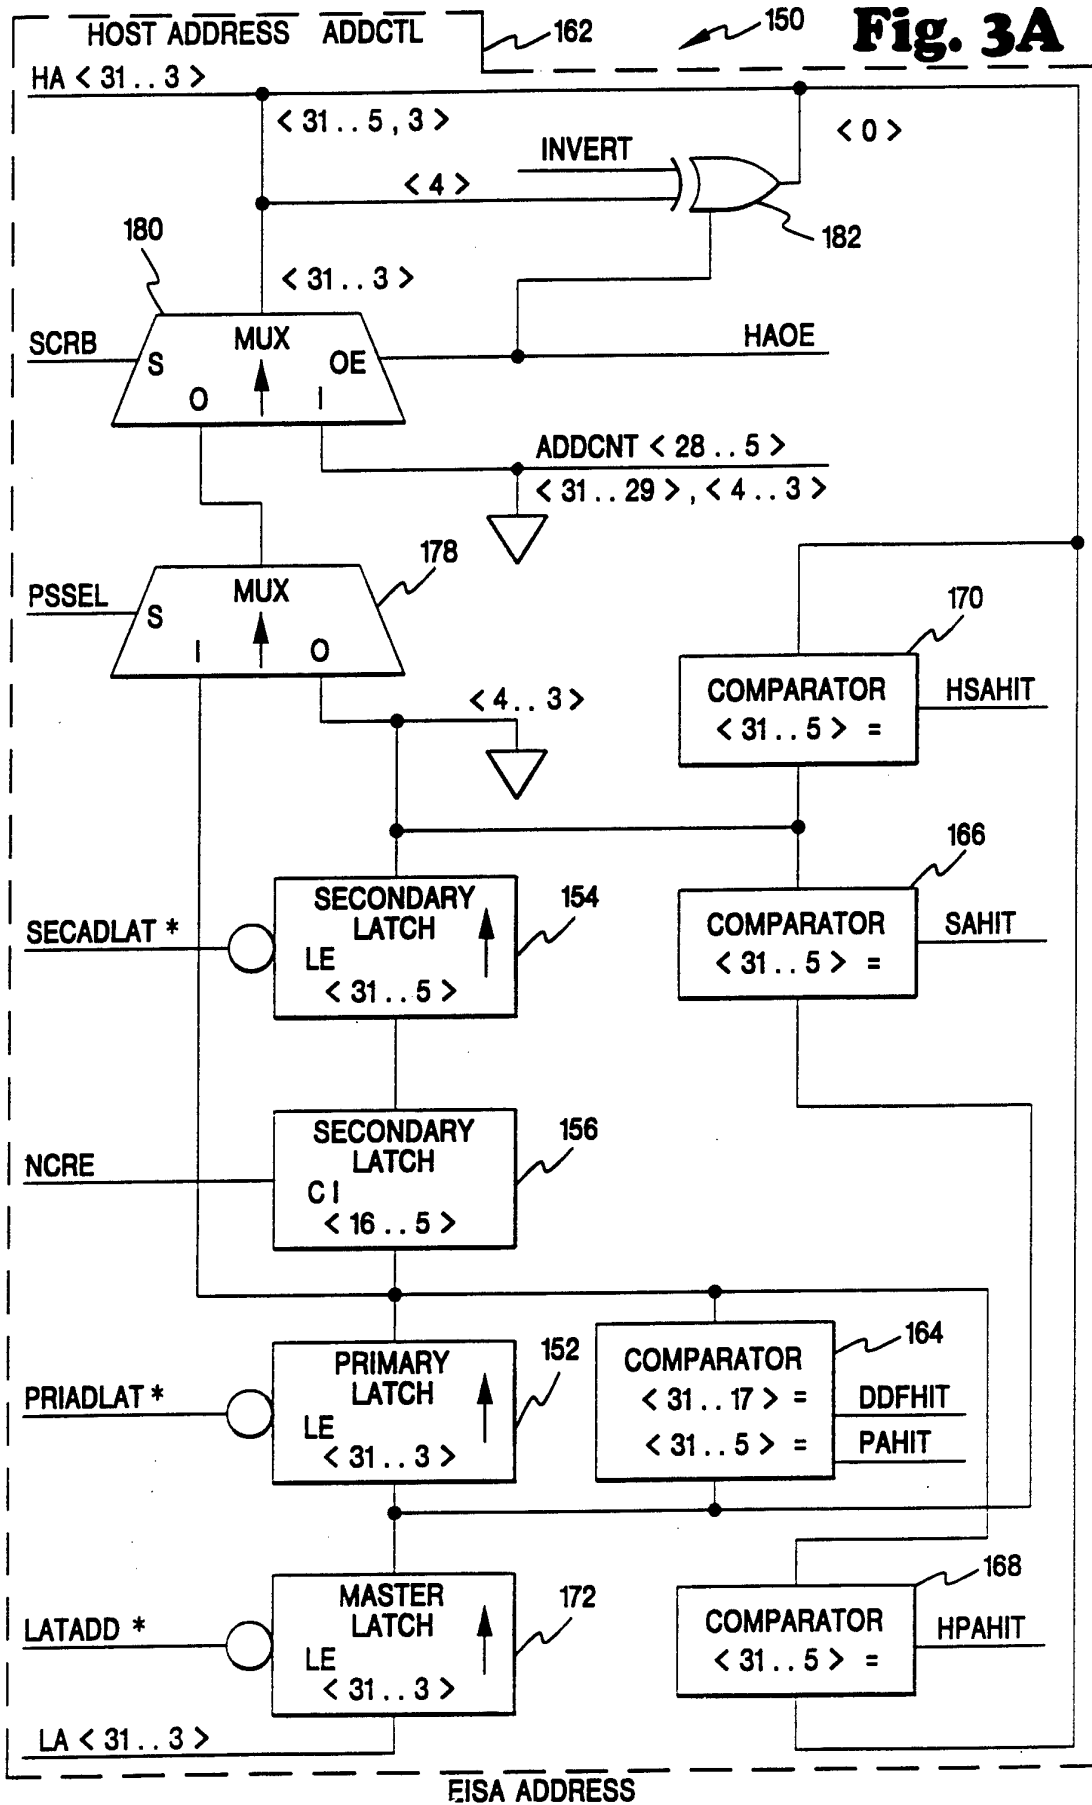 HOST ADDRESS ADDCTL
162
150
Fig. 3A
HA < 31 . . 3 >
< 31 . . 5 , 3 >
< 0 >
INVERT
< 4 >
182
180
< 31 . . 3 >
SCRB
MUX
S
OE
HAOE
O
I
ADDCNT < 28 . . 5 >
< 31 . . 29 > , < 4 . . 3 >
178
PSSEL
MUX
S
I
O
170
COMPARATOR
< 31 . . 5 > =
HSAHIT
< 4 . . 3 >
166
COMPARATOR
< 31 . . 5 > =
SAHIT
SECADLAT *
SECONDARY
LATCH
LE
< 31 . . 5 >
154
NCRE
SECONDARY
LATCH
C I
< 16 . . 5 >
156
PRIADLAT *
PRIMARY
LATCH
LE
< 31 . . 3 >
152
164
COMPARATOR
< 31 . . 17 > =
DDFHIT
< 31 . . 5 > =
PAHIT
LATADD *
MASTER
LATCH
LE
< 31 . . 3 >
172
168
COMPARATOR
< 31 . . 5 > =
HPAHIT
LA < 31 . . 3 >
EISA ADDRESS